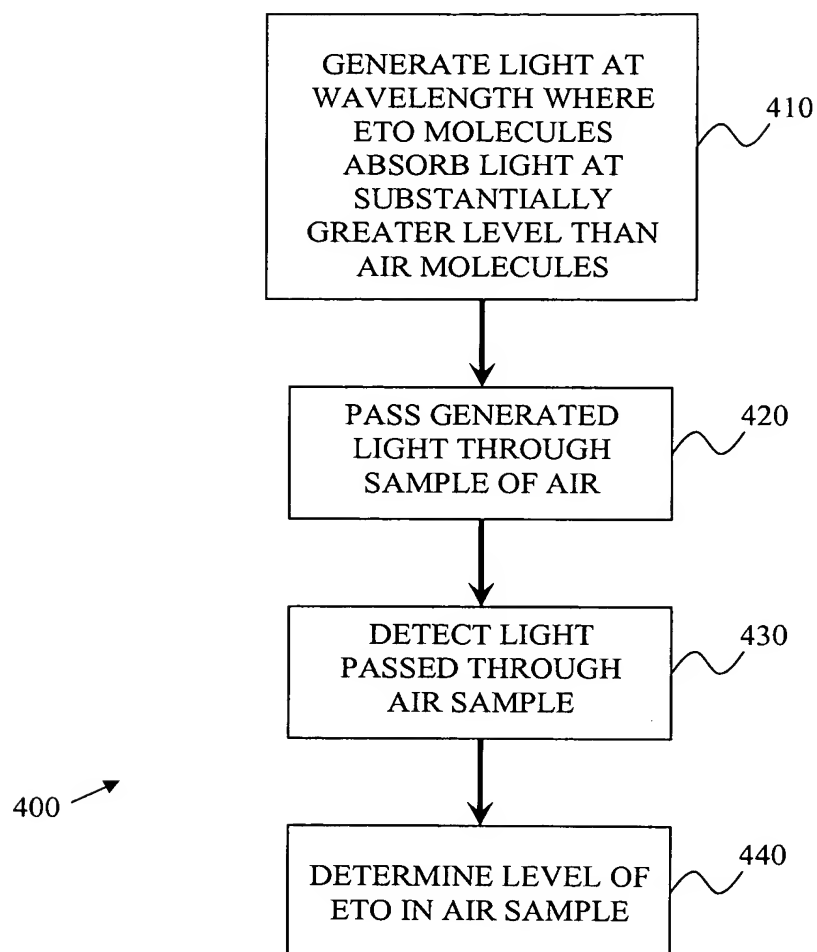 GENERATE LIGHT AT
WAVELENGTH WHERE
ETO MOLECULES
ABSORB LIGHT AT
SUBSTANTIALLY
GREATER LEVEL THAN
AIR MOLECULES
410
PASS GENERATED
LIGHT THROUGH
SAMPLE OF AIR
420
DETECT LIGHT
PASSED THROUGH
AIR SAMPLE
430
400
DETERMINE LEVEL OF
ETO IN AIR SAMPLE
440